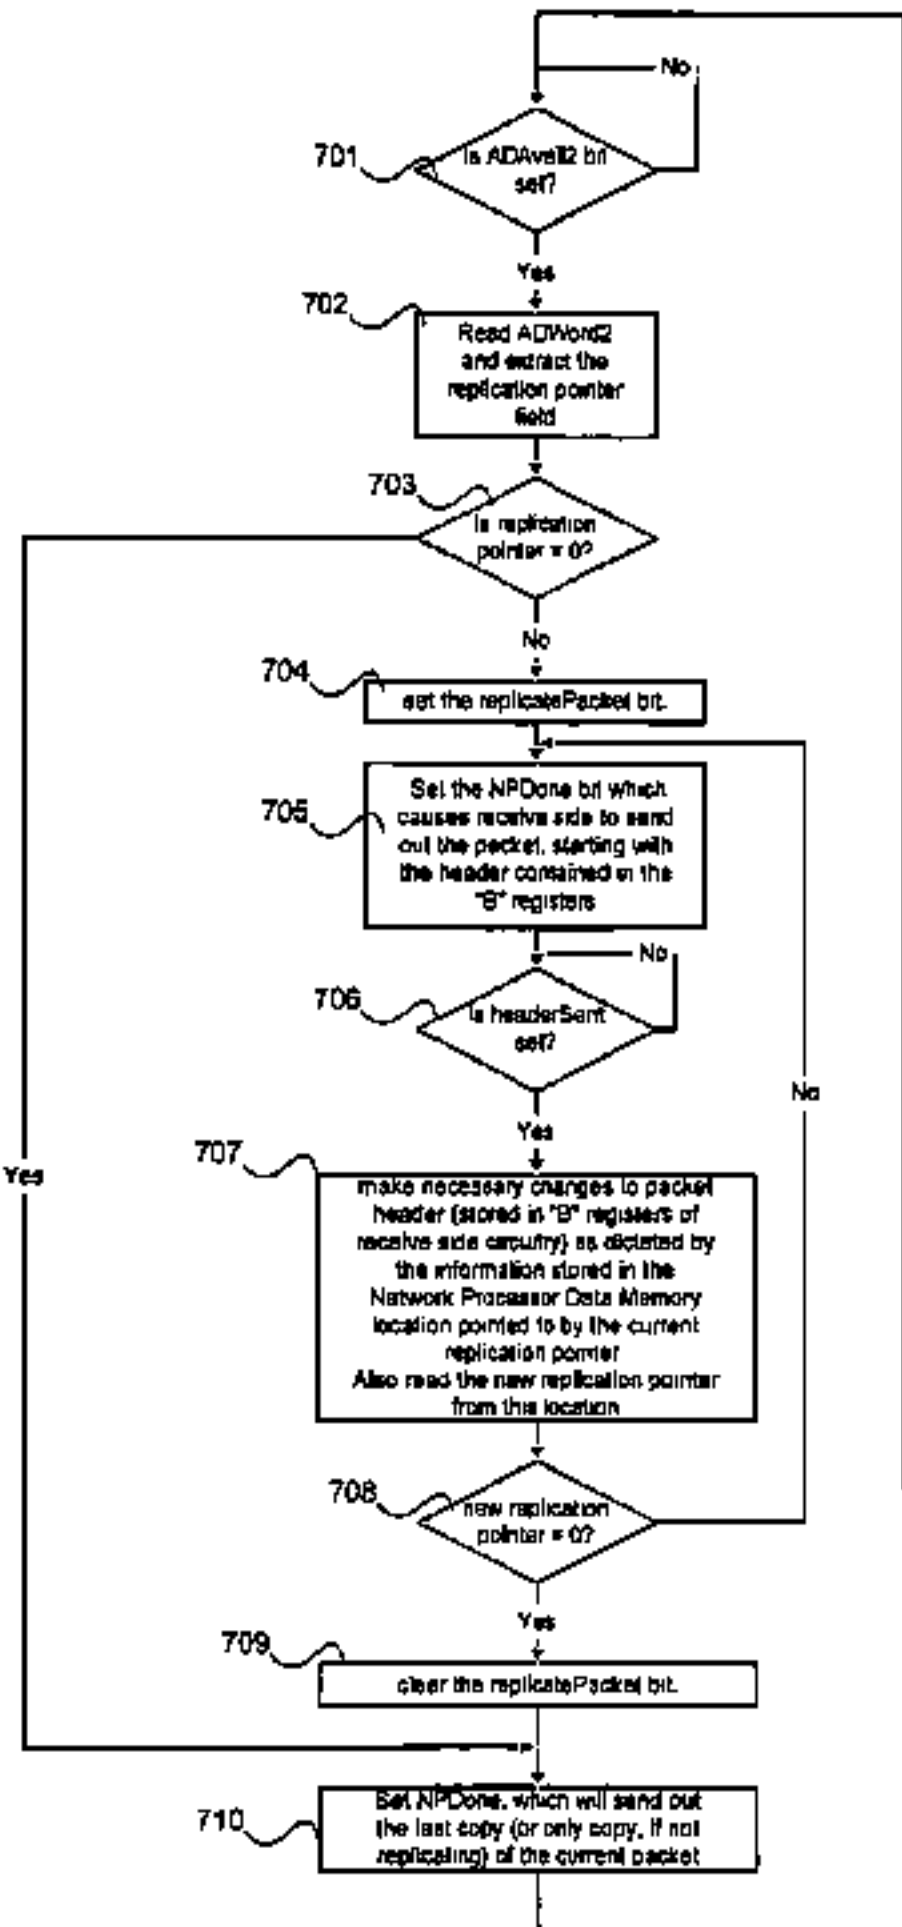 No
701
Is ADAvail2 bit
set?
Yes
702
Read ADWord2
and extract the
replication pointer
field
703
Is replication
pointer = 0?
No
704
set the replicatePacket bit.
705
Set the NPDone bit which
causes receive side to send
out the packet, starting with
the header contained in the
"B" registers
No
706
Is headerSent
set?
No
Yes
707
Yes
make necessary changes to packet
header (stored in "B" registers of
receive side circuitry) as dictated by
the information stored in the
Network Processor Data Memory
location pointed to by the current
replication pointer
Also read the new replication pointer
from this location
708
new replication
pointer = 0?
Yes
709
clear the replicatePacket bit.
710
Set NPDone, which will send out
the last copy (or only copy, if not
replicating) of the current packet